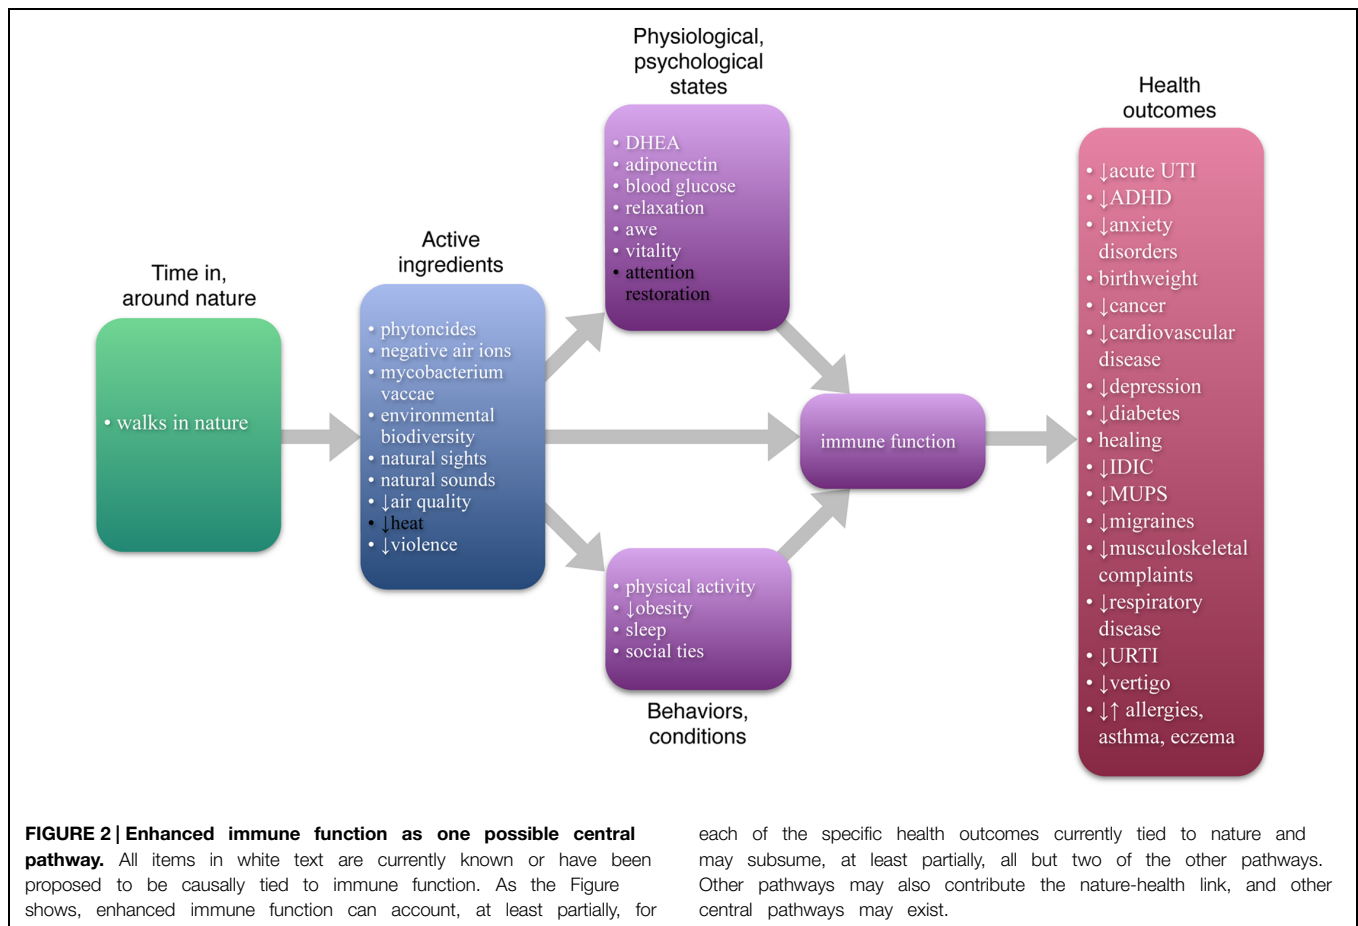 Physiological,
psychological
states
• DHEA
• adiponectin
• blood glucose
• relaxation
• awe
• vitality
• attention
restoration
Health
outcomes
• ↓acute UTI
• ↓ADHD
• ↓anxiety
disorders
• birthweight
• ↓cancer
• ↓cardiovascular
disease
• ↓depression
• ↓diabetes
• healing
• ↓IDIC
• ↓MUPS
• ↓migraines
• ↓musculoskeletal
complaints
• ↓respiratory
disease
• ↓URTI
• ↓vertigo
• ↓↑ allergies,
asthma, eczema
Active
ingredients
• phytoncides
• negative air ions
• mycobacterium
vaccae
• environmental
biodiversity
• natural sights
• natural sounds
• ↓air quality
• ↓heat
• ↓violence
Time in,
around nature
• walks in nature
immune function
• physical activity
• ↓obesity
• sleep
• social ties
Behaviors,
conditions
FIGURE 2 | Enhanced immune function as one possible central
pathway. All items in white text are currently known or have been
proposed to be causally tied to immune function. As the Figure
shows, enhanced immune function can account, at least partially, for
each of the specific health outcomes currently tied to nature and
may subsume, at least partially, all but two of the other pathways.
Other pathways may also contribute the nature-health link, and other
central pathways may exist.